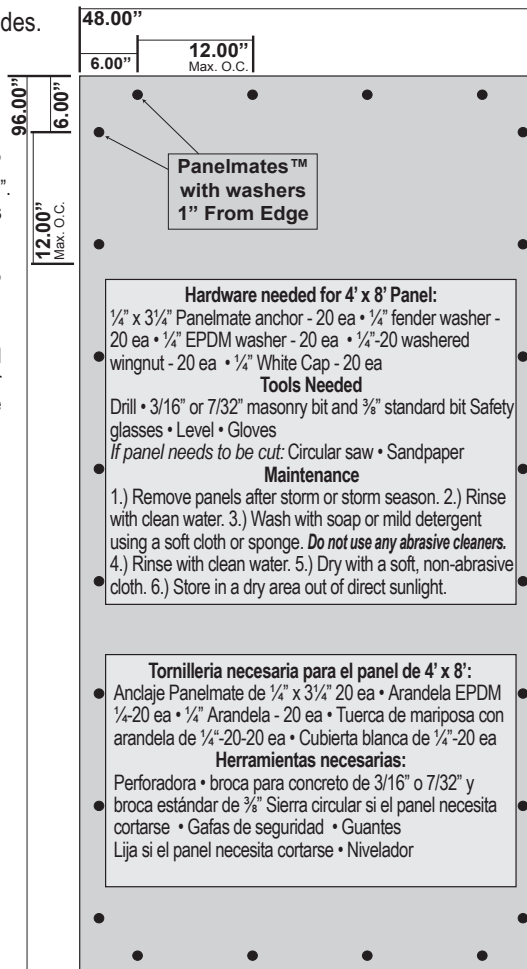 des.
48.00”
6.00”
12.00”
Max. O.C.
96.00”
6.00”
12.00”
Max. O.C.
Panelmates™
with washers
1” From Edge
Hardware needed for 4’ x 8’ Panel:
¼” x 3¼” Panelmate anchor - 20 ea • ¼” fender washer -
20 ea • ¼” EPDM washer - 20 ea • ¼”-20 washered
wingnut - 20 ea • ¼” White Cap - 20 ea
Tools Needed
Drill • 3/16” or 7/32” masonry bit and ⅜” standard bit Safety
glasses • Level • Gloves
If panel needs to be cut: Circular saw • Sandpaper
Maintenance
1.) Remove panels after storm or storm season. 2.) Rinse
with clean water. 3.) Wash with soap or mild detergent
using a soft cloth or sponge. Do not use any abrasive cleaners.
4.) Rinse with clean water. 5.) Dry with a soft, non-abrasive
cloth. 6.) Store in a dry area out of direct sunlight.
Tornilleria necesaria para el panel de 4’ x 8’:
Anclaje Panelmate de ¼” x 3¼” 20 ea • Arandela EPDM
¼-20 ea • ¼” Arandela - 20 ea • Tuerca de mariposa con
arandela de ¼“-20-20 ea • Cubierta blanca de ¼”-20 ea
Herramientas necesarias:
Perforadora • broca para concreto de 3/16” o 7/32” y
broca estándar de ⅜” Sierra circular si el panel necesita
cortarse • Gafas de seguridad • Guantes
Lija si el panel necesita cortarse • Nivelador